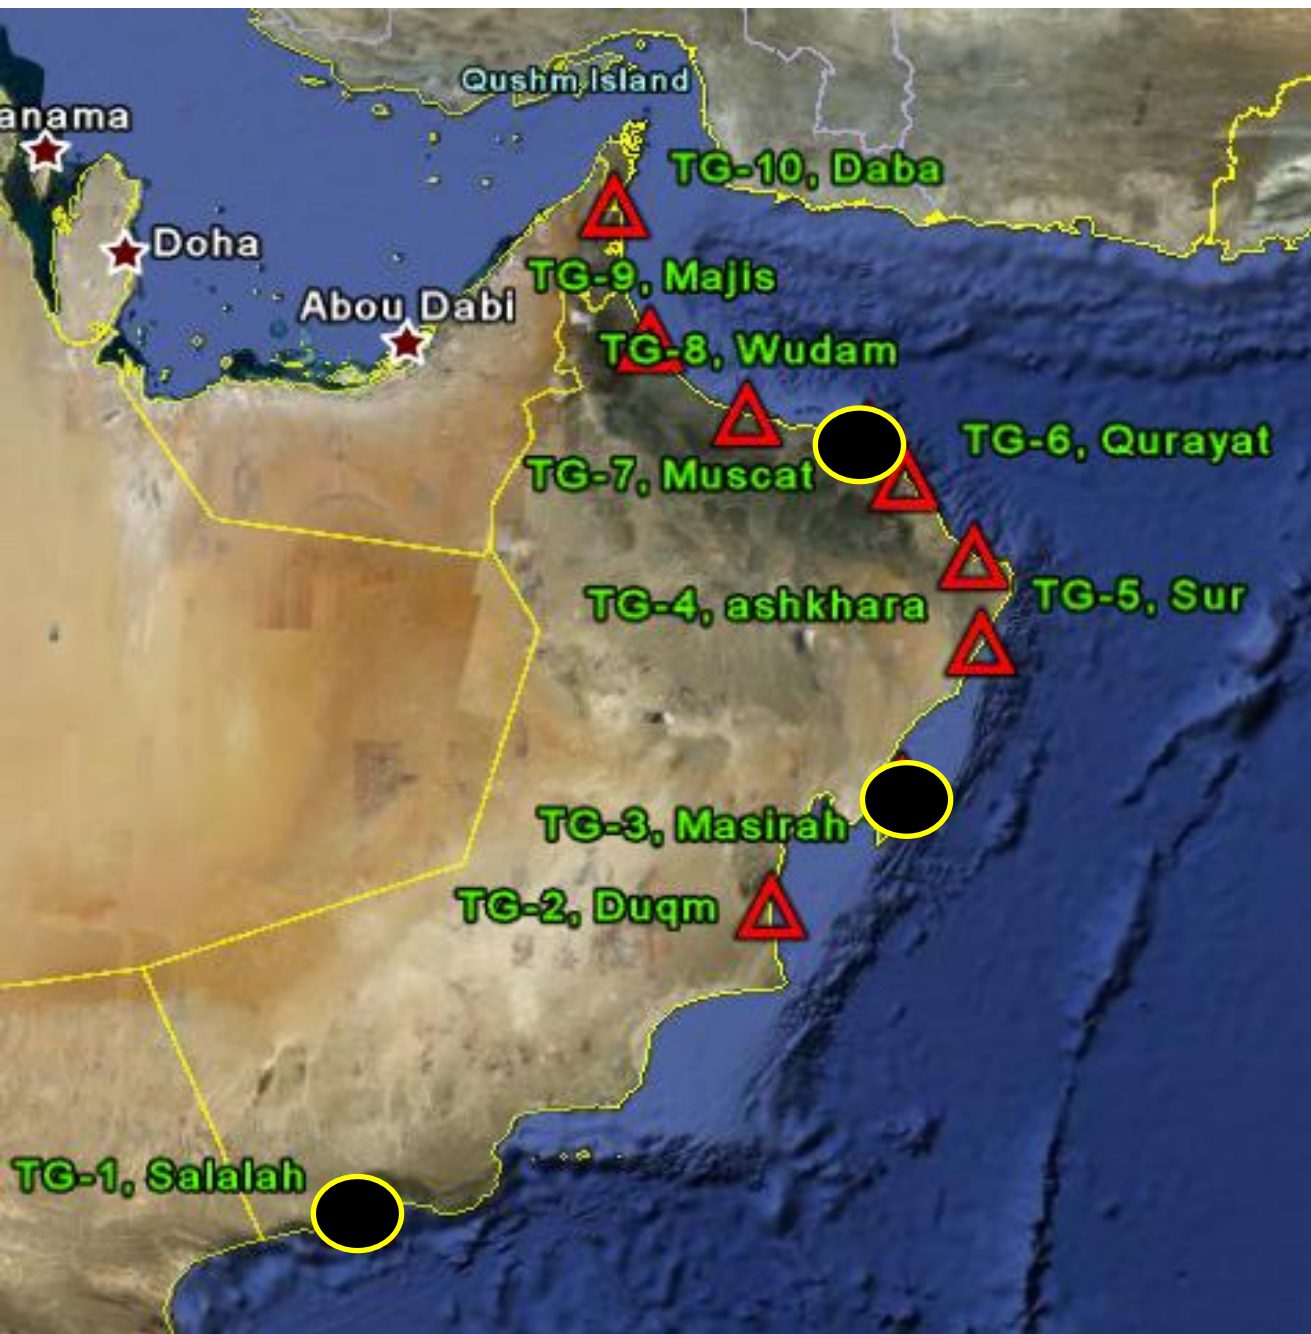 Qushm Island
anama
TG-10, Daba
Doha
TG-9, Majis
Abou Dabi
TG-8, Wudam
TG-6, Qurayat
TG-7, Muscat
TG-5, Sur
TG-4, ashkhara
TG-3, Masirah
TG-2, Duqm
TG-1, Salalah